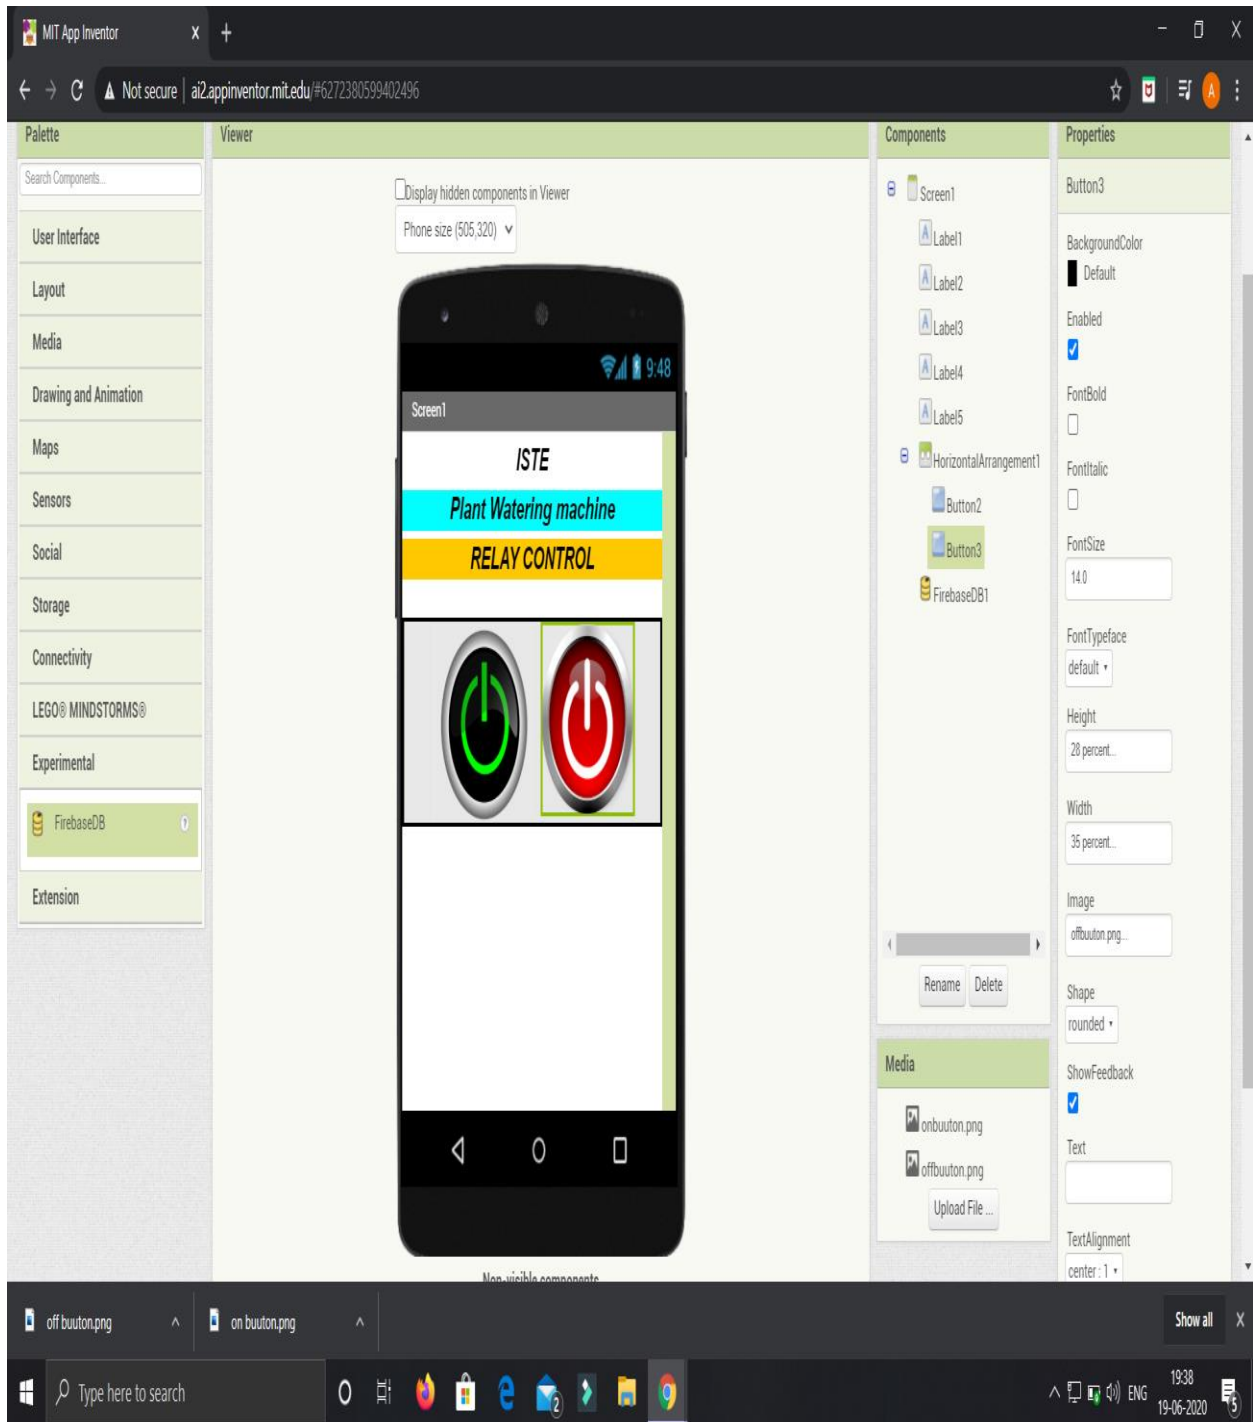 MIT App Inventor
Not secure | ai2.appinventor.mit.edu/#6272380599402496
A
Palette
Search Components...
User Interface
Layout
Media
Drawing and Animation
Maps
Sensors
Social
Storage
Connectivity
LEGO® MINDSTORMS®
Experimental
FirebaseDB
?
Extension
Viewer
Display hidden components in Viewer
Phone size (505,320)
9:48
Screen1
ISTE
Plant Watering machine
RELAY CONTROL
Non-visible components
Components
Screen1
Label1
Label2
Label3
Label4
Label5
HorizontalArrangement1
Button2
Button3
FirebaseDB1
Rename Delete
Media
onbuuton.png
offbuuton.png
Upload File ...
Properties
Button3
BackgroundColor
Default
Enabled
FontBold
FontItalic
FontSize
14.0
FontTypeface
default
Height
28 percent...
Width
35 percent...
Image
offbuuton.png...
Shape
rounded
ShowFeedback
Text
TextAlignment
center : 1
off buuton.png
on buuton.png
Show all
Type here to search
2
ENG
19:38
19-06-2020
5